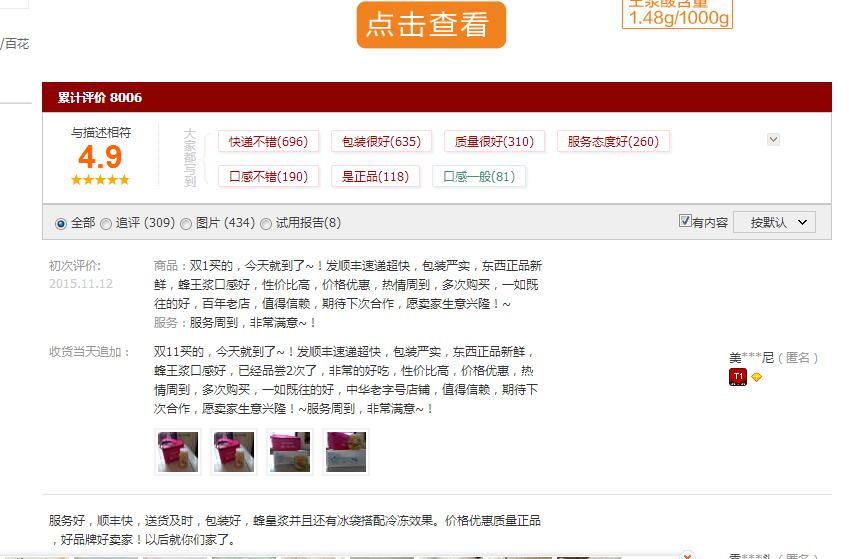 点击查看
王浆酸含量
1.48g/1000g
/百花
累计评价 8006
与描述相符
4.9
大家都写到
快递不错(696)
包装很好(635)
质量很好(310)
服务态度好(260)
口感不错(190)
是正品(118)
口感一般(81)
全部 追评 (309) 图片 (434) 试用报告(8)
有内容 按默认
初次评价:
2015.11.12
商品：双1买的，今天就到了~！发顺丰速递超快，包装严实，东西正品新
鲜，蜂王浆口感好，性价比高，价格优惠，热情周到，多次购买，一如既
往的好，百年老店，值得信赖，期待下次合作，愿卖家生意兴隆！~
服务：服务周到，非常满意~！
收货当天追加：
双11买的，今天就到了~！发顺丰速递超快，包装严实，东西正品新鲜，
蜂王浆口感好，已经品尝2次了，非常的好吃，性价比高，价格优惠，热
情周到，多次购买，一如既往的好，中华老字号店铺，值得信赖，期待下
次合作，愿卖家生意兴隆！~服务周到，非常满意~！
美***尼（匿名）
T1
服务好，顺丰快，送货及时，包装好，蜂皇浆并且还有冰袋搭配冷冻效果。价格优惠质量正品
，好品牌好卖家！以后就你们家了。